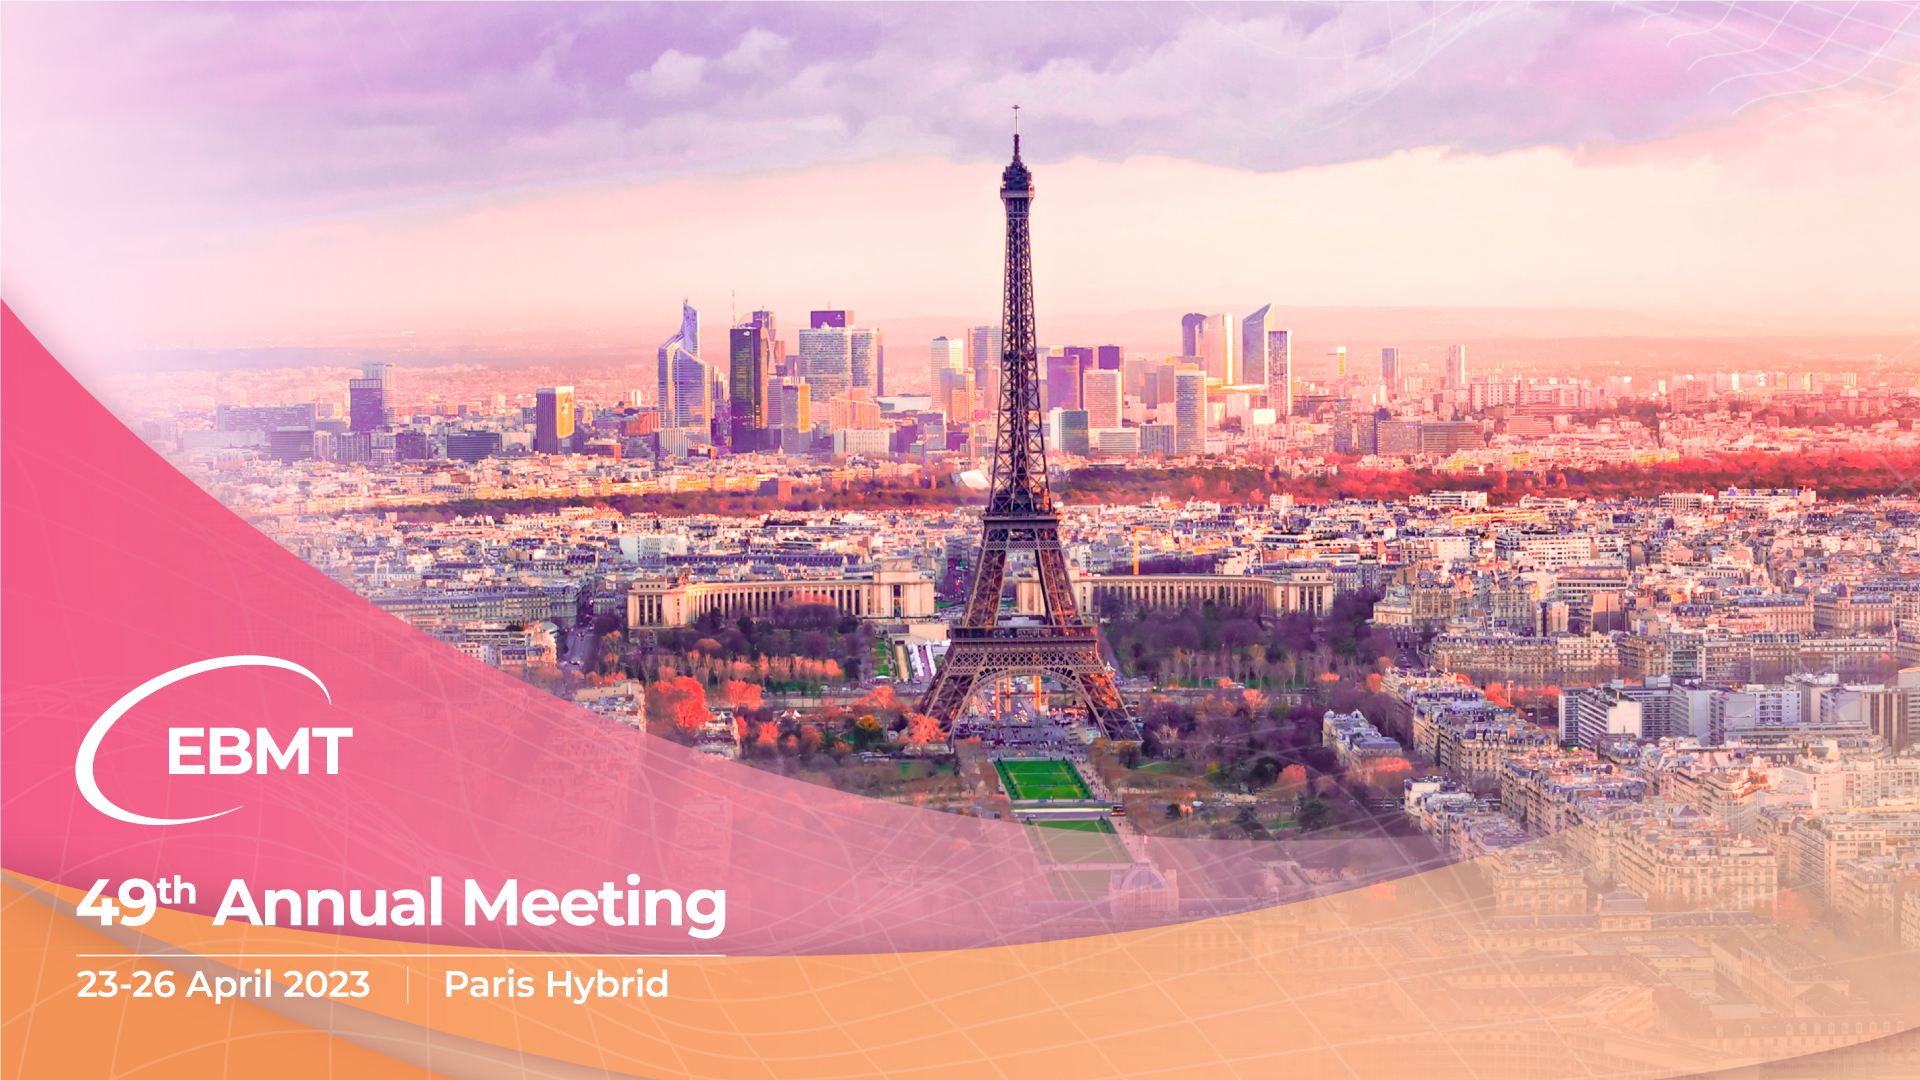 EBMT
49th Annual Meeting
23-26 April 2023 | Paris Hybrid